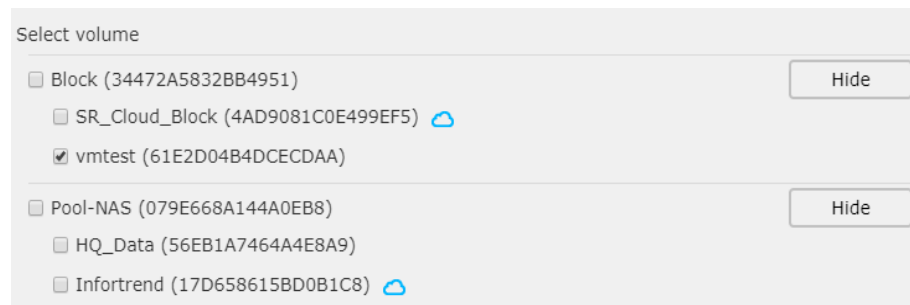 Select volume
Block (34472A5832BB4951)
Hide
SR_Cloud_Block (4AD9081C0E499EF5)
vmtest (61E2D04B4DCECDAA)
Pool-NAS (079E668A144A0EB8)
Hide
HQ_Data (56EB1A7464A4E8A9)
Infortrend (17D658615BD0B1C8)